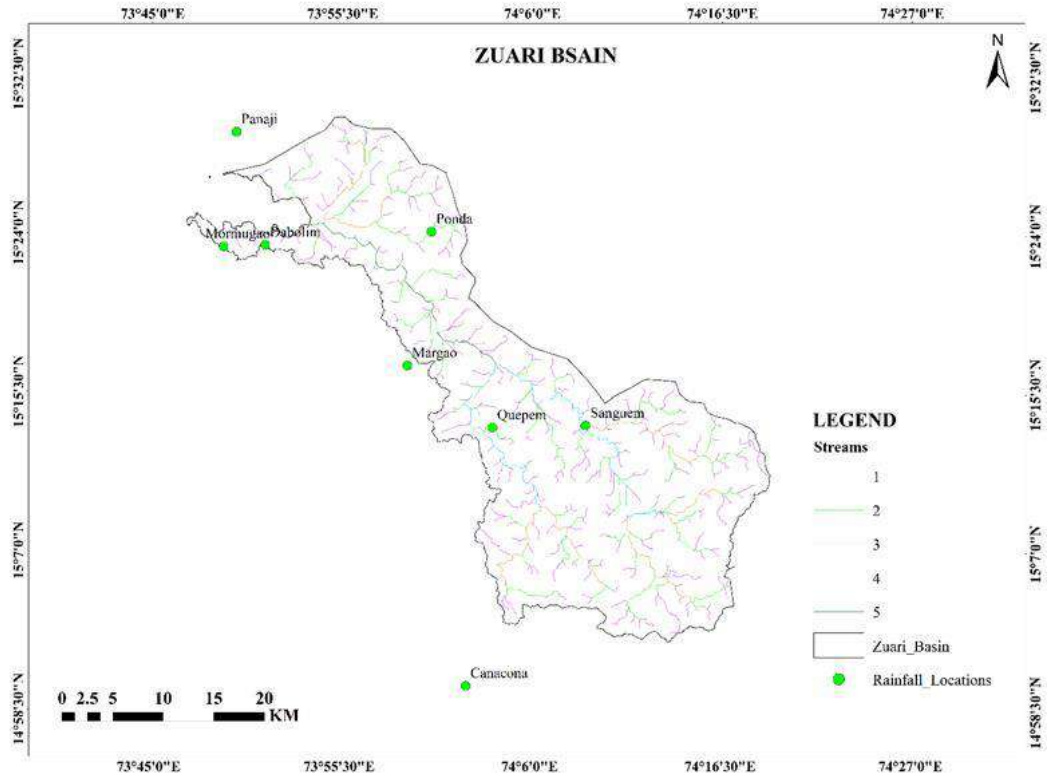 73°45'0"E 73°55'30"E 74°6'0"E 74°16'30"E 74°27'0"E
ZUARI BSAIN
N
15°32'30"N 15°32'30"N
Panaji
Ponda
15°24'0"N 15°24'0"N
Mormugao Dabolim
Margao
15°15'30"N 15°15'30"N
Quepem Sanguem
LEGEND
Streams
1
2
3
15°7'0"N 15°7'0"N
4
5
Zuari_Basin
Canacona
Rainfall_Locations
0 2.5 5 10 15 20
KM
14°58'30"N 14°58'30"N
73°45'0"E 73°55'30"E 74°6'0"E 74°16'30"E 74°27'0"E